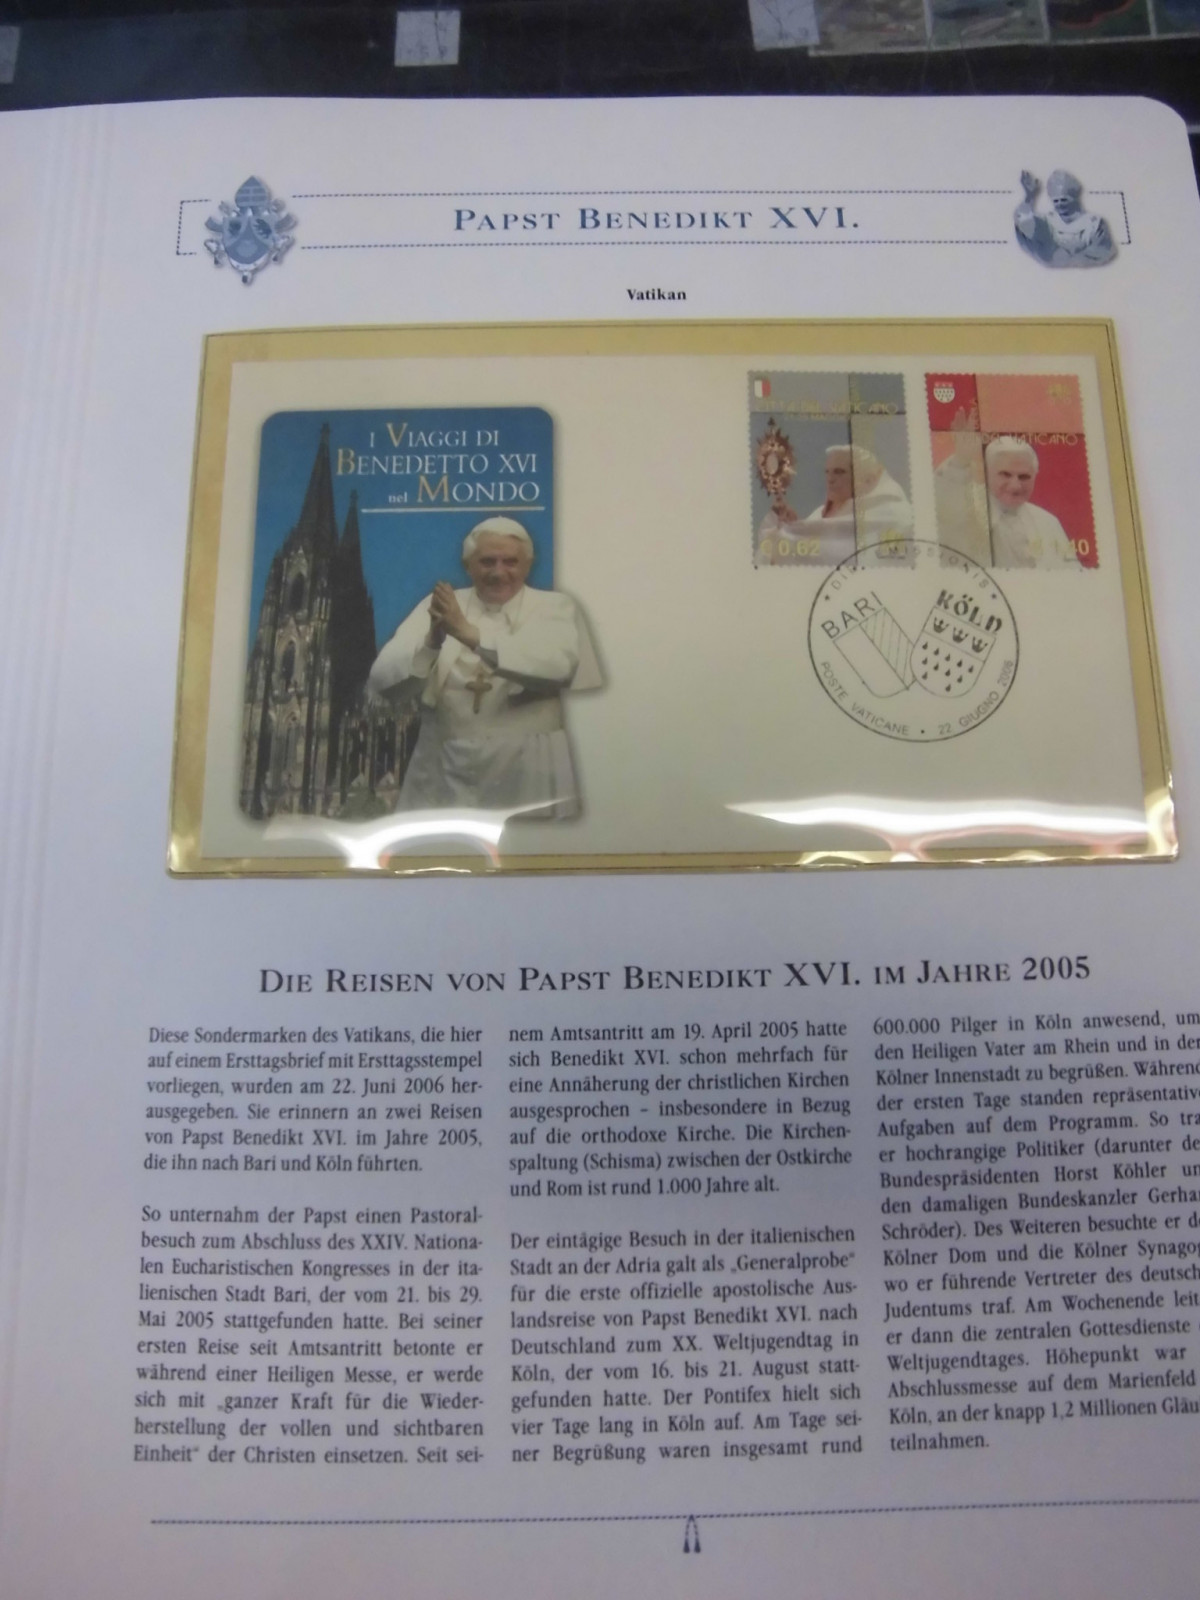 PAPST BENEDIKT XVI.
Vatikan
I VIAGGI DI
BENEDETTO XVI
nel MONDO
CITTÀ DEL VATICANO
€ 0,62
VATICANO
BARI
KÖLN
POSTE VATICANE • 22 GIUGNO 2006
DIE REISEN VON PAPST BENEDIKT XVI. IM JAHRE 2005
Diese Sondermarken des Vatikans, die hier
auf einem Ersttagsbrief mit Ersttagsstempel
vorliegen, wurden am 22. Juni 2006 her-
ausgegeben. Sie erinnern an zwei Reisen
von Papst Benedikt XVI. im Jahre 2005,
die ihn nach Bari und Köln führten.
So unternahm der Papst einen Pastoral-
besuch zum Abschluss des XXIV. Nationa-
len Eucharistischen Kongresses in der ita-
lienischen Stadt Bari, der vom 21. bis 29.
Mai 2005 stattgefunden hatte. Bei seiner
ersten Reise seit Amtsantritt betonte er
während einer Heiligen Messe, er werde
sich mit „ganzer Kraft für die Wieder-
herstellung der vollen und sichtbaren
Einheit“ der Christen einsetzen. Seit sei-
nem Amtsantritt am 19. April 2005 hatte
sich Benedikt XVI. schon mehrfach für
eine Annäherung der christlichen Kirchen
ausgesprochen – insbesondere in Bezug
auf die orthodoxe Kirche. Die Kirchen-
spaltung (Schisma) zwischen der Ostkirche
und Rom ist rund 1.000 Jahre alt.
Der eintägige Besuch in der italienischen
Stadt an der Adria galt als „Generalprobe“
für die erste offizielle apostolische Aus-
landsreise von Papst Benedikt XVI. nach
Deutschland zum XX. Weltjugendtag in
Köln, der vom 16. bis 21. August statt-
gefunden hatte. Der Pontifex hielt sich
vier Tage lang in Köln auf. Am Tage sei-
ner Begrüßung waren insgesamt rund
600.000 Pilger in Köln anwesend, um
den Heiligen Vater am Rhein und in der
Kölner Innenstadt zu begrüßen. Während
der ersten Tage standen repräsentative
Aufgaben auf dem Programm. So tra
er hochrangige Politiker (darunter de
Bundespräsidenten Horst Köhler un
den damaligen Bundeskanzler Gerha
Schröder). Des Weiteren besuchte er d
Kölner Dom und die Kölner Synagog
wo er führende Vertreter des deutsch
Judentums traf. Am Wochenende leit
er dann die zentralen Gottesdienste
Weltjugendtages. Höhepunkt war
Abschlussmesse auf dem Marienfeld
Köln, an der knapp 1,2 Millionen Gläu
teilnahmen.